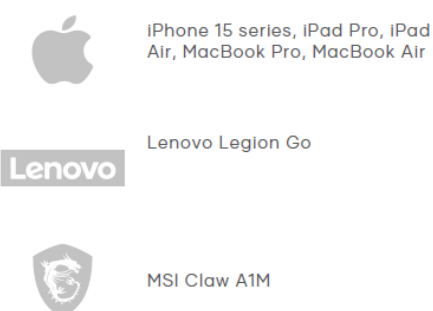 iPhone 15 series, iPad Pro, iPad
Air, MacBook Pro, MacBook Air
Lenovo Legion Go
Lenovo
MSI Claw A1M